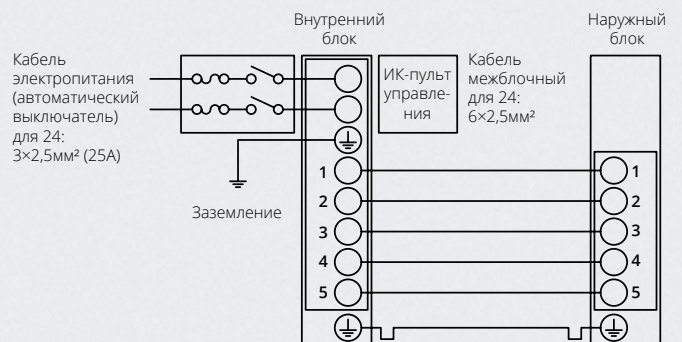 Внутренний
блок
Наружный
блок
Кабель
электропитания
(автоматический
выключатель)
для 24:
3×2,5мм² (25А)
ИК-пульт
управле-
ния
Кабель
межблочный
для 24:
6×2,5мм²
Заземление
1
2
3
4
5
1
2
3
4
5